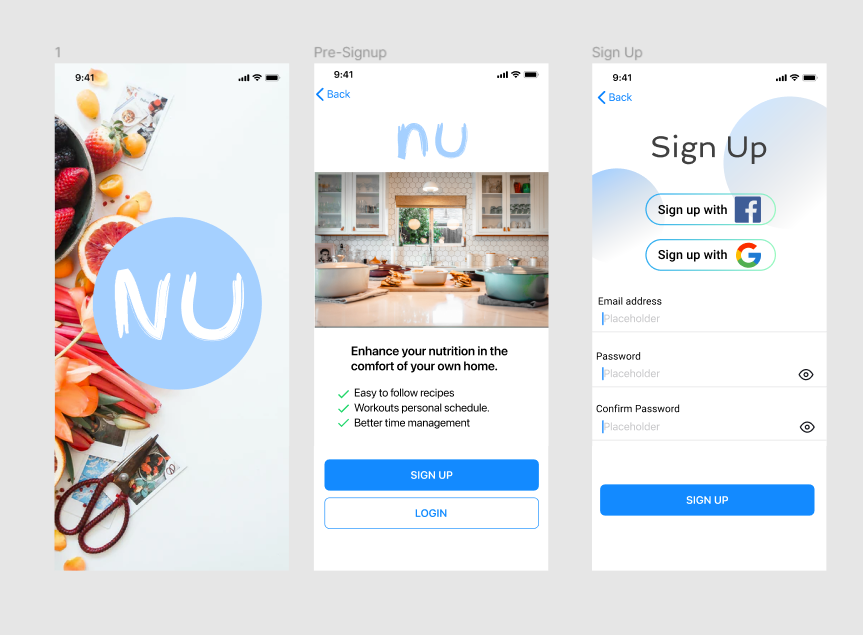 1
9:41
NU
Pre-Signup
9:41
Back
nu
Enhance your nutrition in the
comfort of your own home.
Easy to follow recipes
Workouts personal schedule.
Better time management
SIGN UP
LOGIN
Sign Up
9:41
Back
Sign Up
Sign up with f
Sign up with G
Email address
Placeholder
Password
Placeholder
Confirm Password
Placeholder
SIGN UP